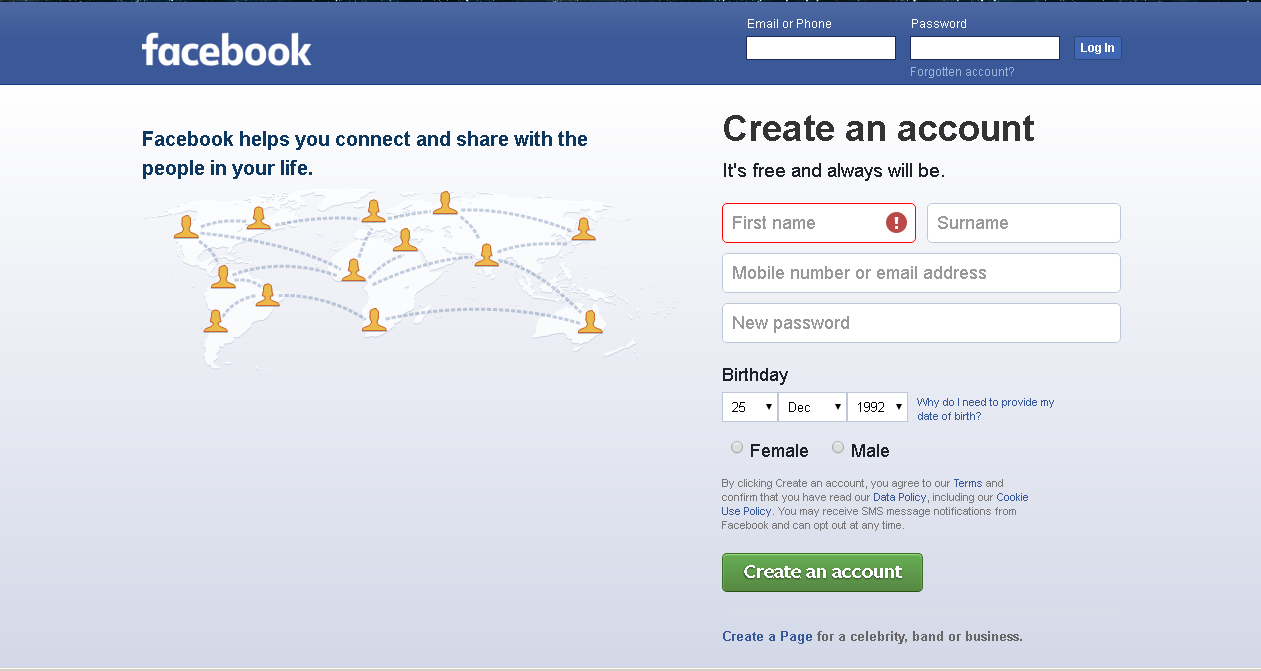 facebook
Email or Phone
Password
Log In
Forgotten account?
Facebook helps you connect and share with the
people in your life.
Create an account
It's free and always will be.
First name
Surname
Mobile number or email address
New password
Birthday
25 Dec 1992
Why do I need to provide my
date of birth?
Female Male
By clicking Create an account, you agree to our Terms and
confirm that you have read our Data Policy, including our Cookie
Use Policy. You may receive SMS message notifications from
Facebook and can opt out at any time.
Create an account
Create a Page for a celebrity, band or business.